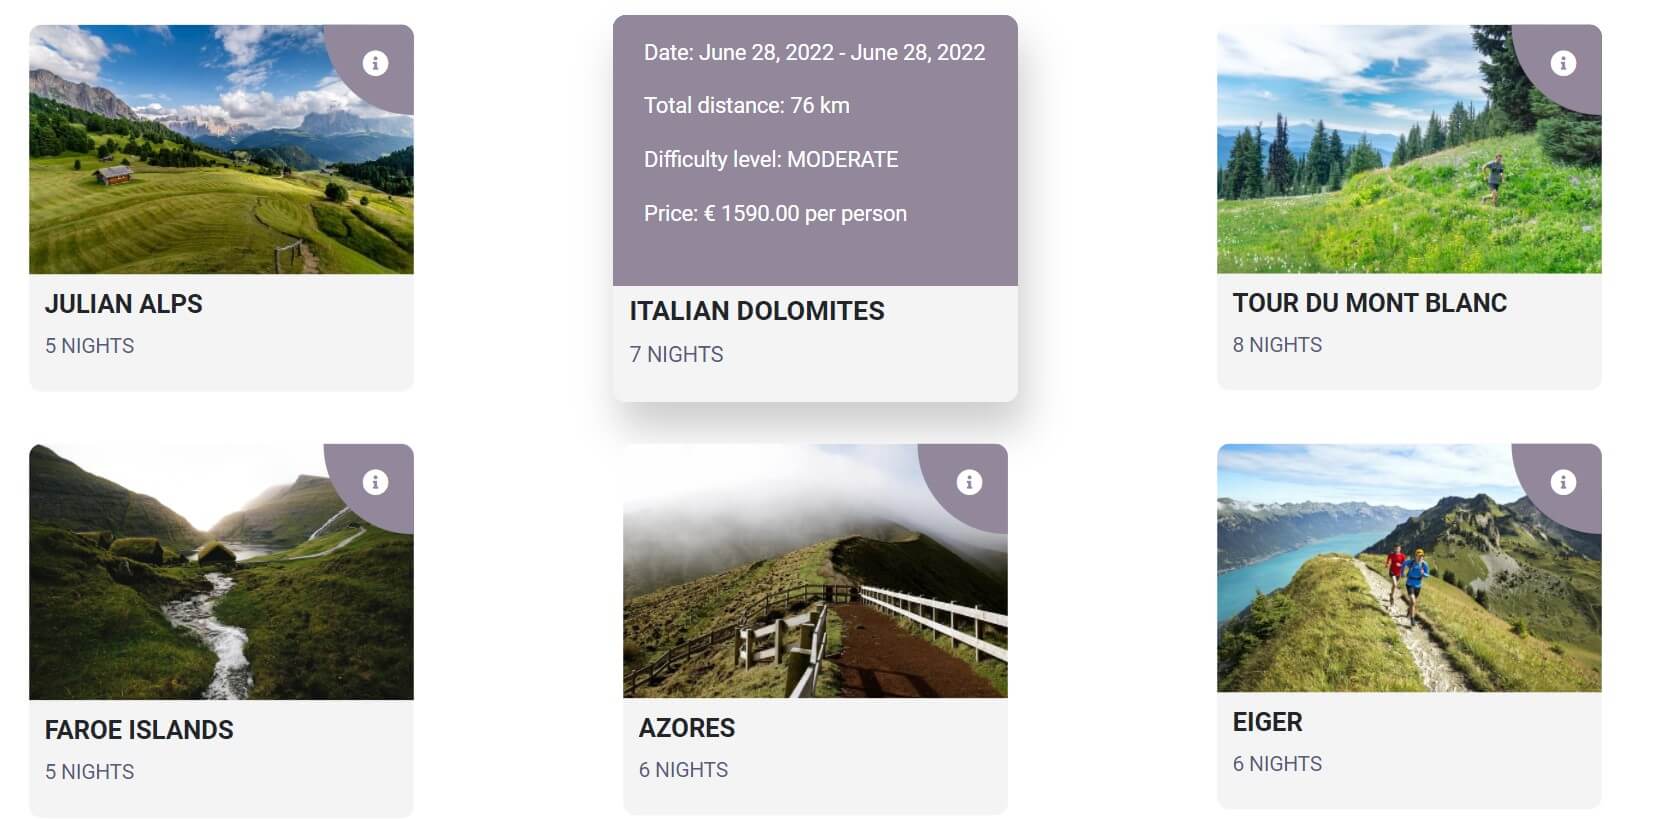 Date: June 28, 2022 - June 28, 2022
Total distance: 76 km
Difficulty level: MODERATE
Price: € 1590.00 per person
JULIAN ALPS
5 NIGHTS
ITALIAN DOLOMITES
7 NIGHTS
TOUR DU MONT BLANC
8 NIGHTS
FAROE ISLANDS
5 NIGHTS
AZORES
6 NIGHTS
EIGER
6 NIGHTS